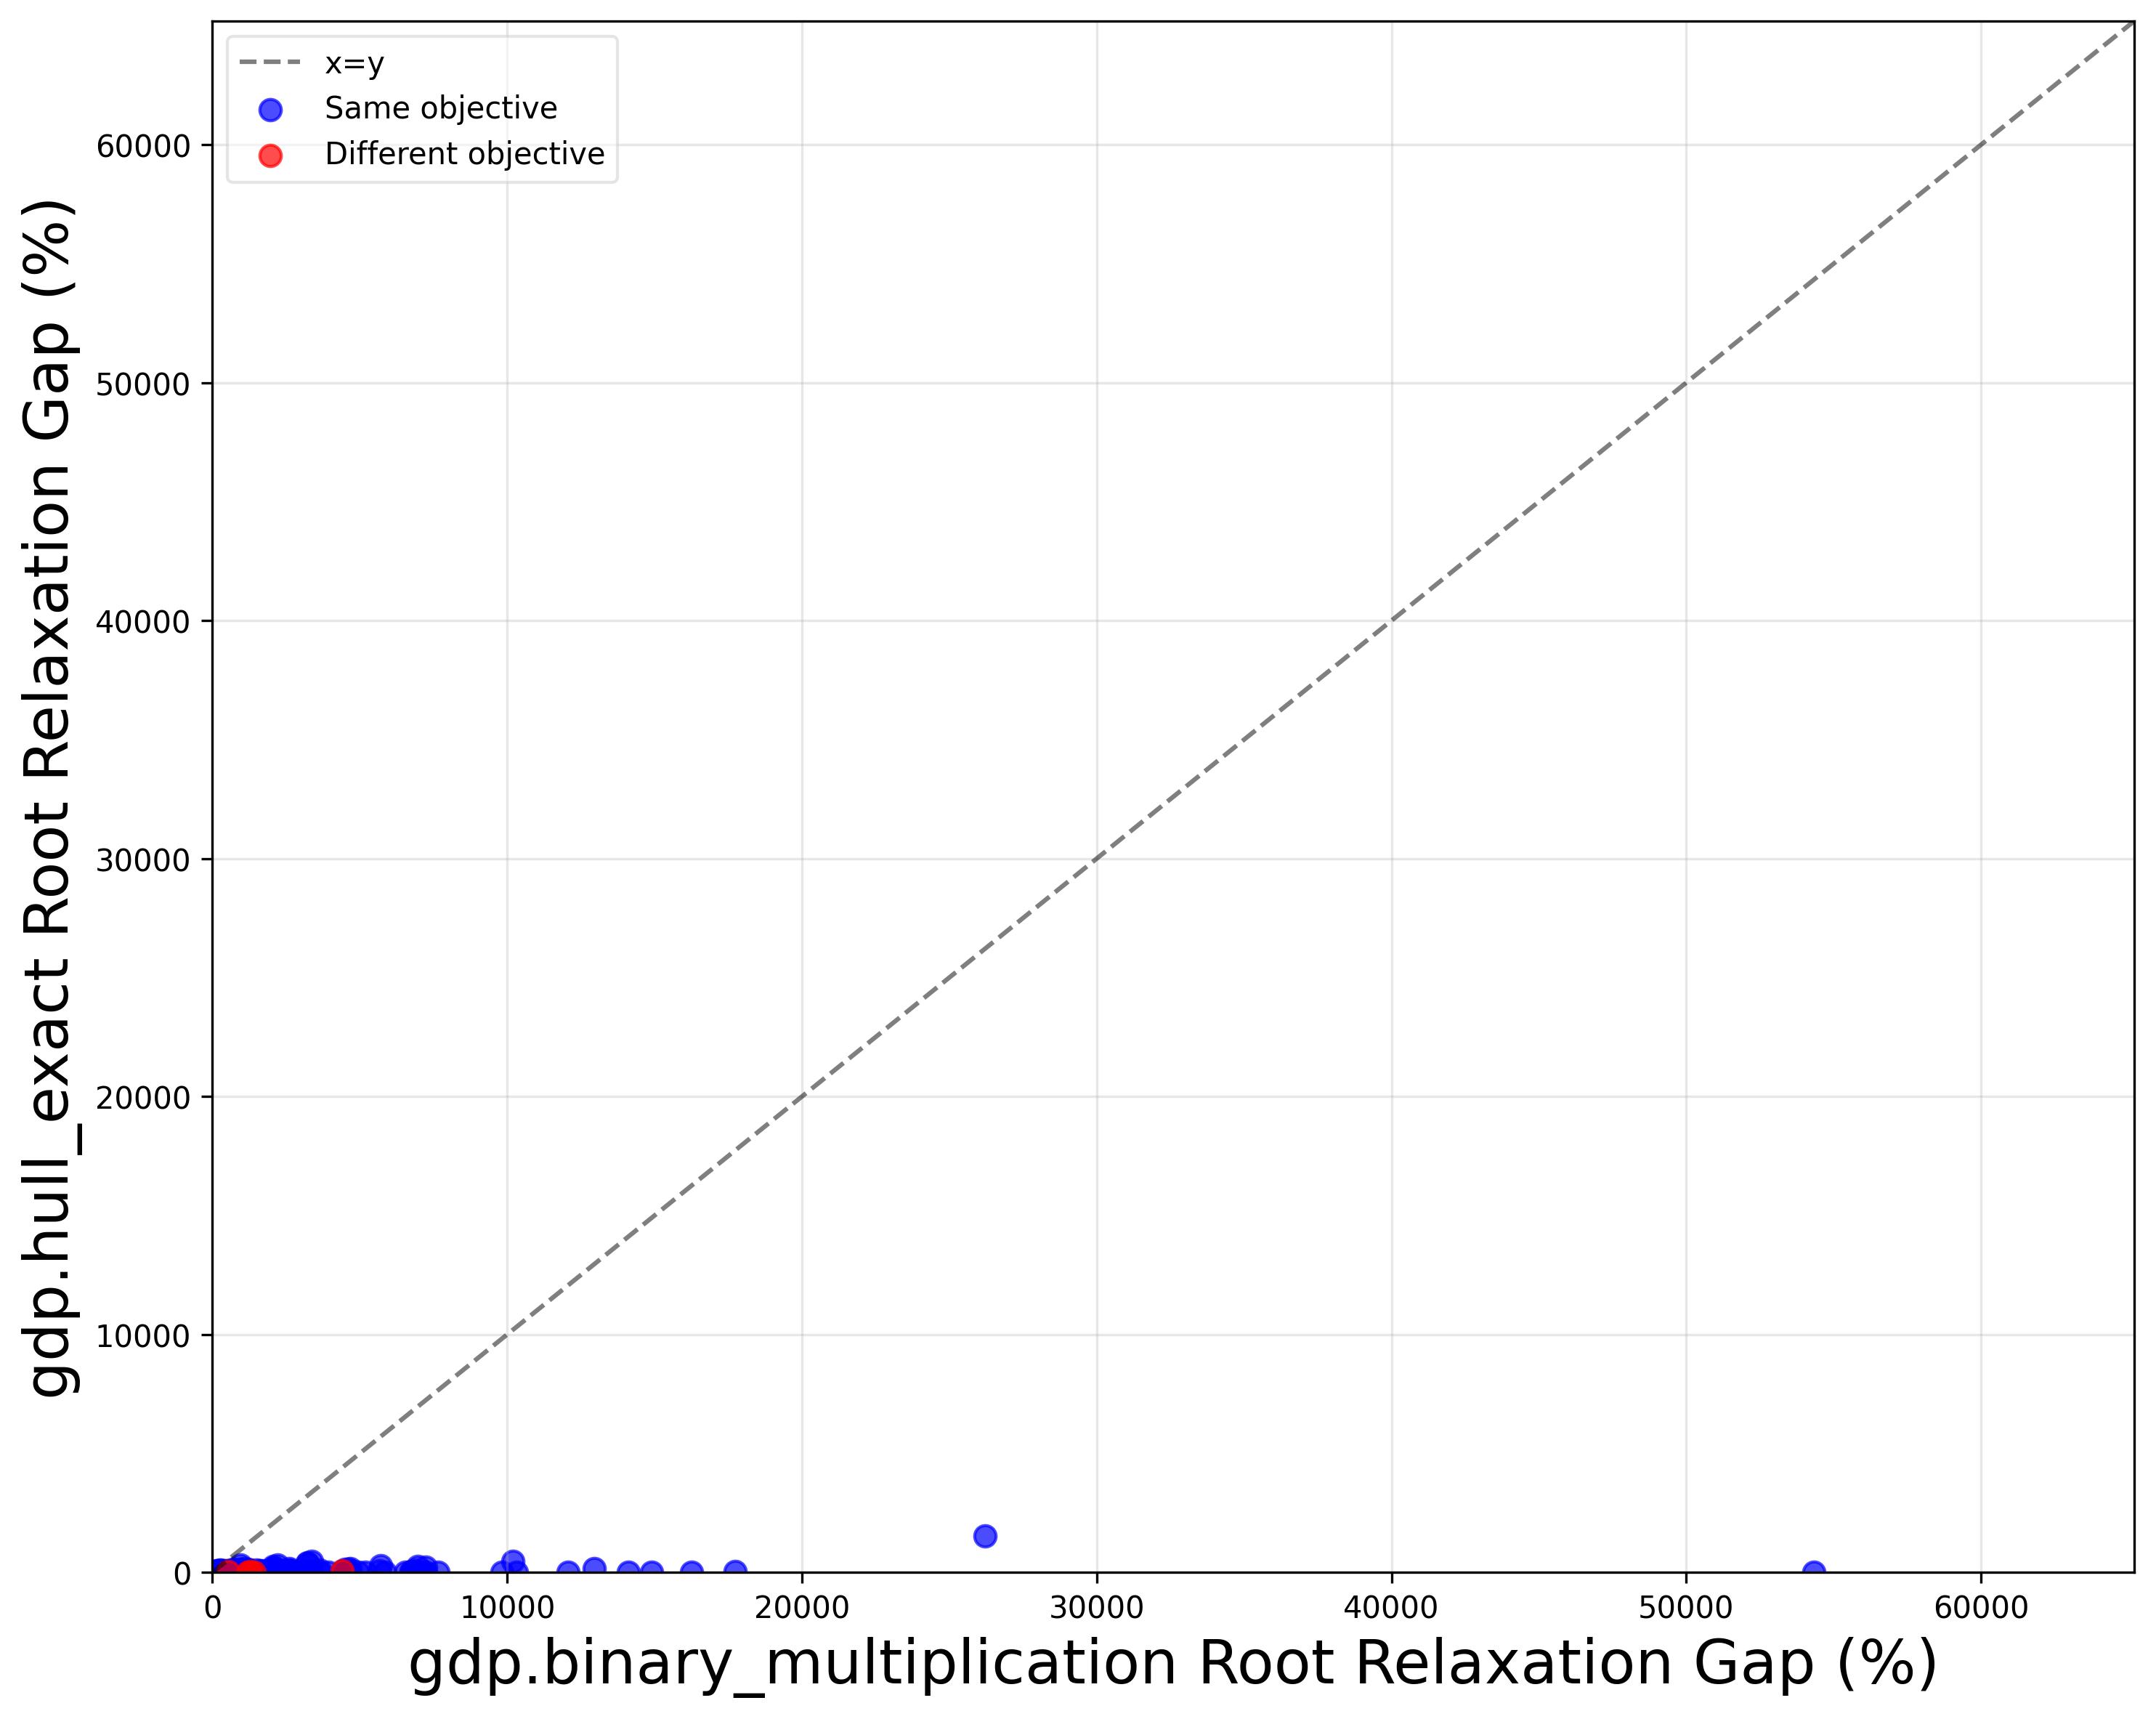 x=y
Same objective
Different objective
gdp.hull_exact Root Relaxation Gap (%)
60000
50000
40000
30000
20000
10000
0
0 10000 20000 30000 40000 50000 60000
gdp.binary_multiplication Root Relaxation Gap (%)